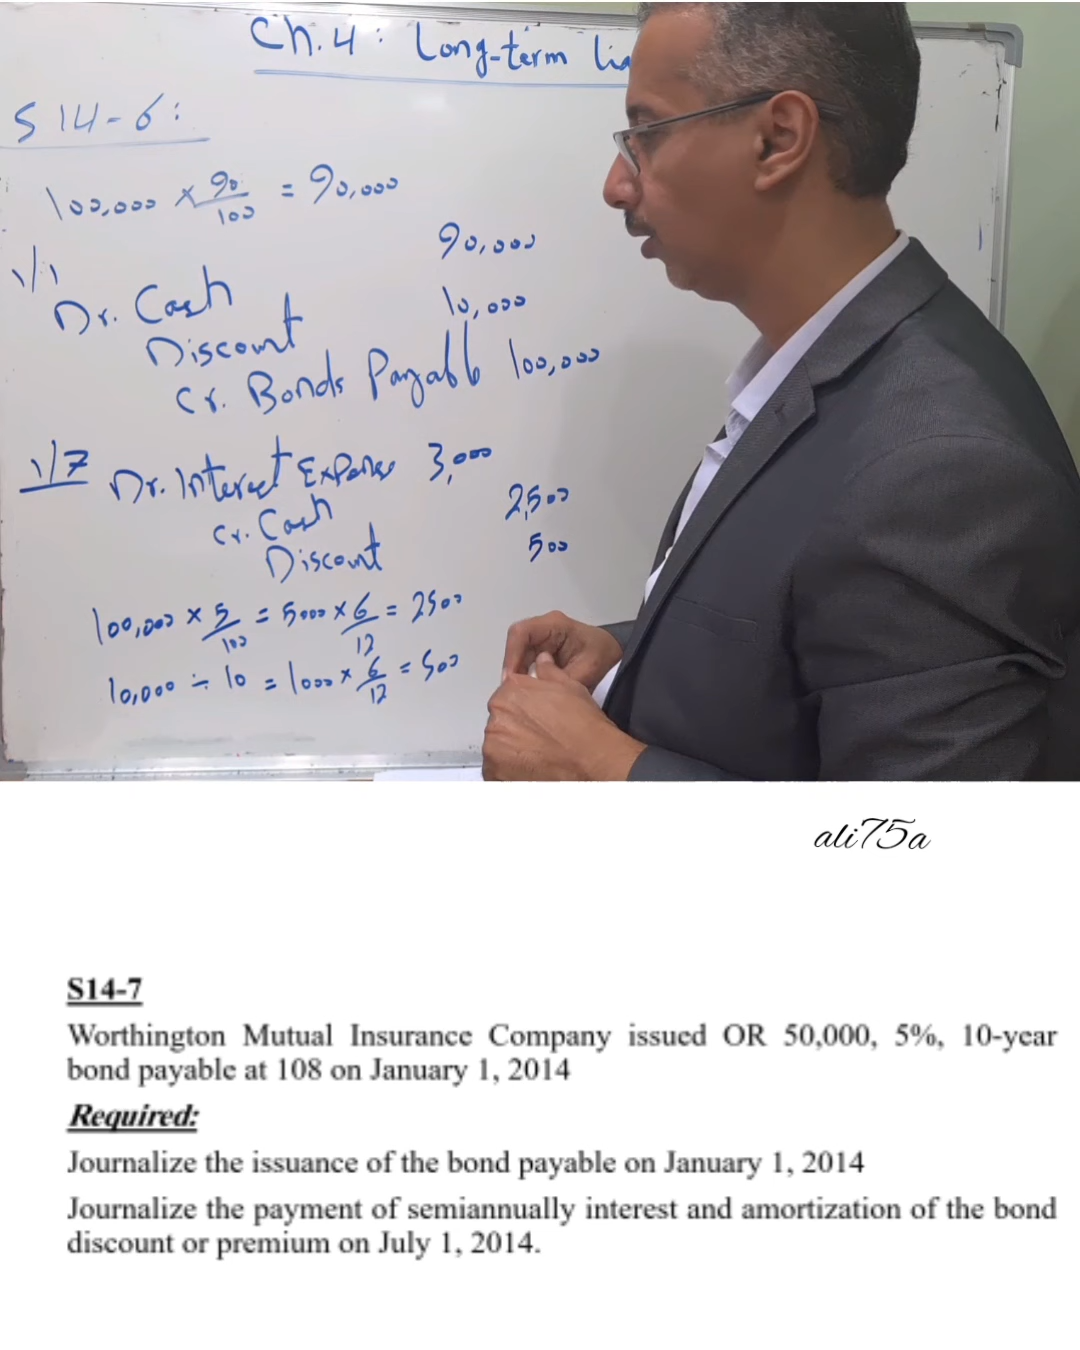 Ch.4: Long-term Lia
S 14-6:
100,000 × 90/100 = 90,000
1/1
90,000
Dr. Cash
10,000
Discount
Cr. Bonds Payable 100,000
1/7 Dr. Interest Expense 3,000
Cr. Cash 2,500
Discount 500
100,000 × 5/100 = 5000 × 6/12 = 2500
10,000 ÷ 10 = 1000 × 6/12 = 500
ali75a
S14-7
Worthington Mutual Insurance Company issued OR 50,000, 5%, 10-year
bond payable at 108 on January 1, 2014
Required:
Journalize the issuance of the bond payable on January 1, 2014
Journalize the payment of semiannually interest and amortization of the bond
discount or premium on July 1, 2014.